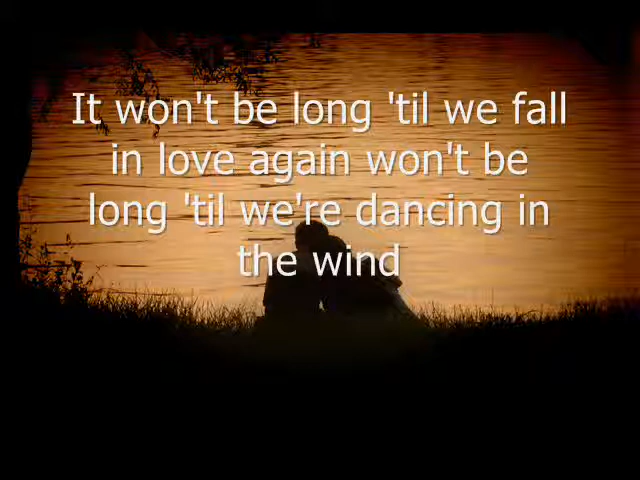 It won't be long 'til we fall
in love again won't be
long 'til we're dancing in
the wind